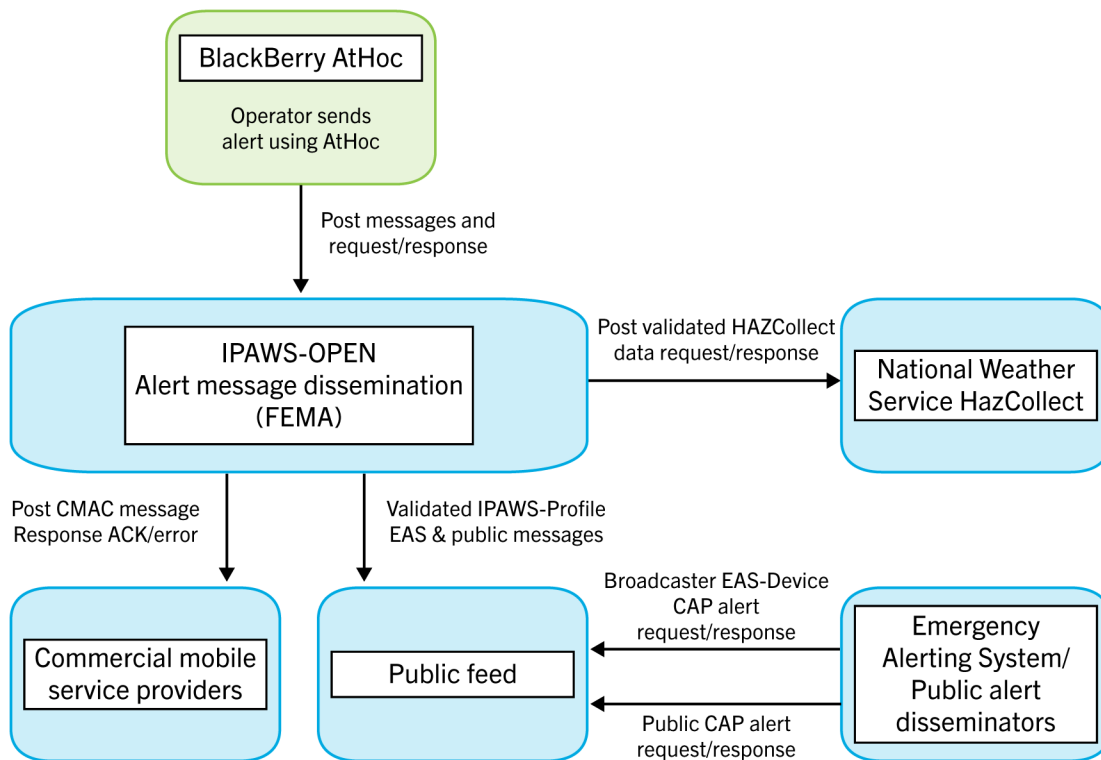 BlackBerry AtHoc
Operator sends
alert using AtHoc
Post messages and
request/response
IPAWS-OPEN
Alert message dissemination
(FEMA)
Post validated HAZCollect
data request/response
National Weather
Service HazCollect
Post CMAC message
Response ACK/error
Validated IPAWS-Profile
EAS & public messages
Commercial mobile
service providers
Public feed
Broadcaster EAS-Device
CAP alert
request/response
Public CAP alert
request/response
Emergency
Alerting System/
Public alert
disseminators